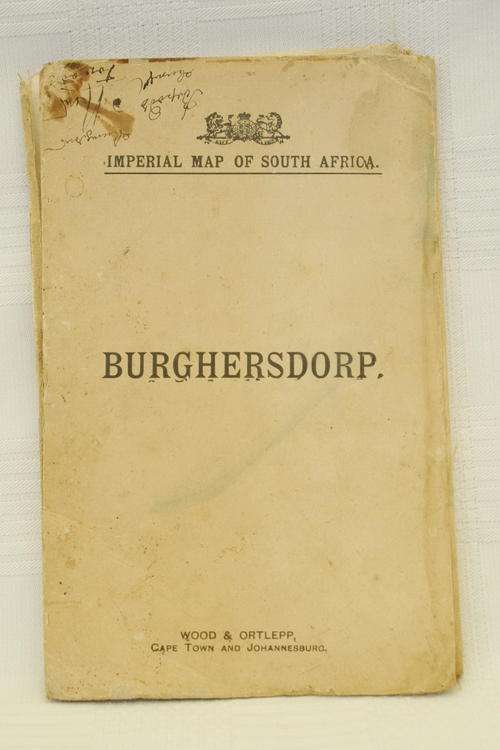 IMPERIAL MAP OF SOUTH AFRICA.
BURGHERSDORP.
WOOD & ORTLEPP,
CAPE TOWN AND JOHANNESBURG.